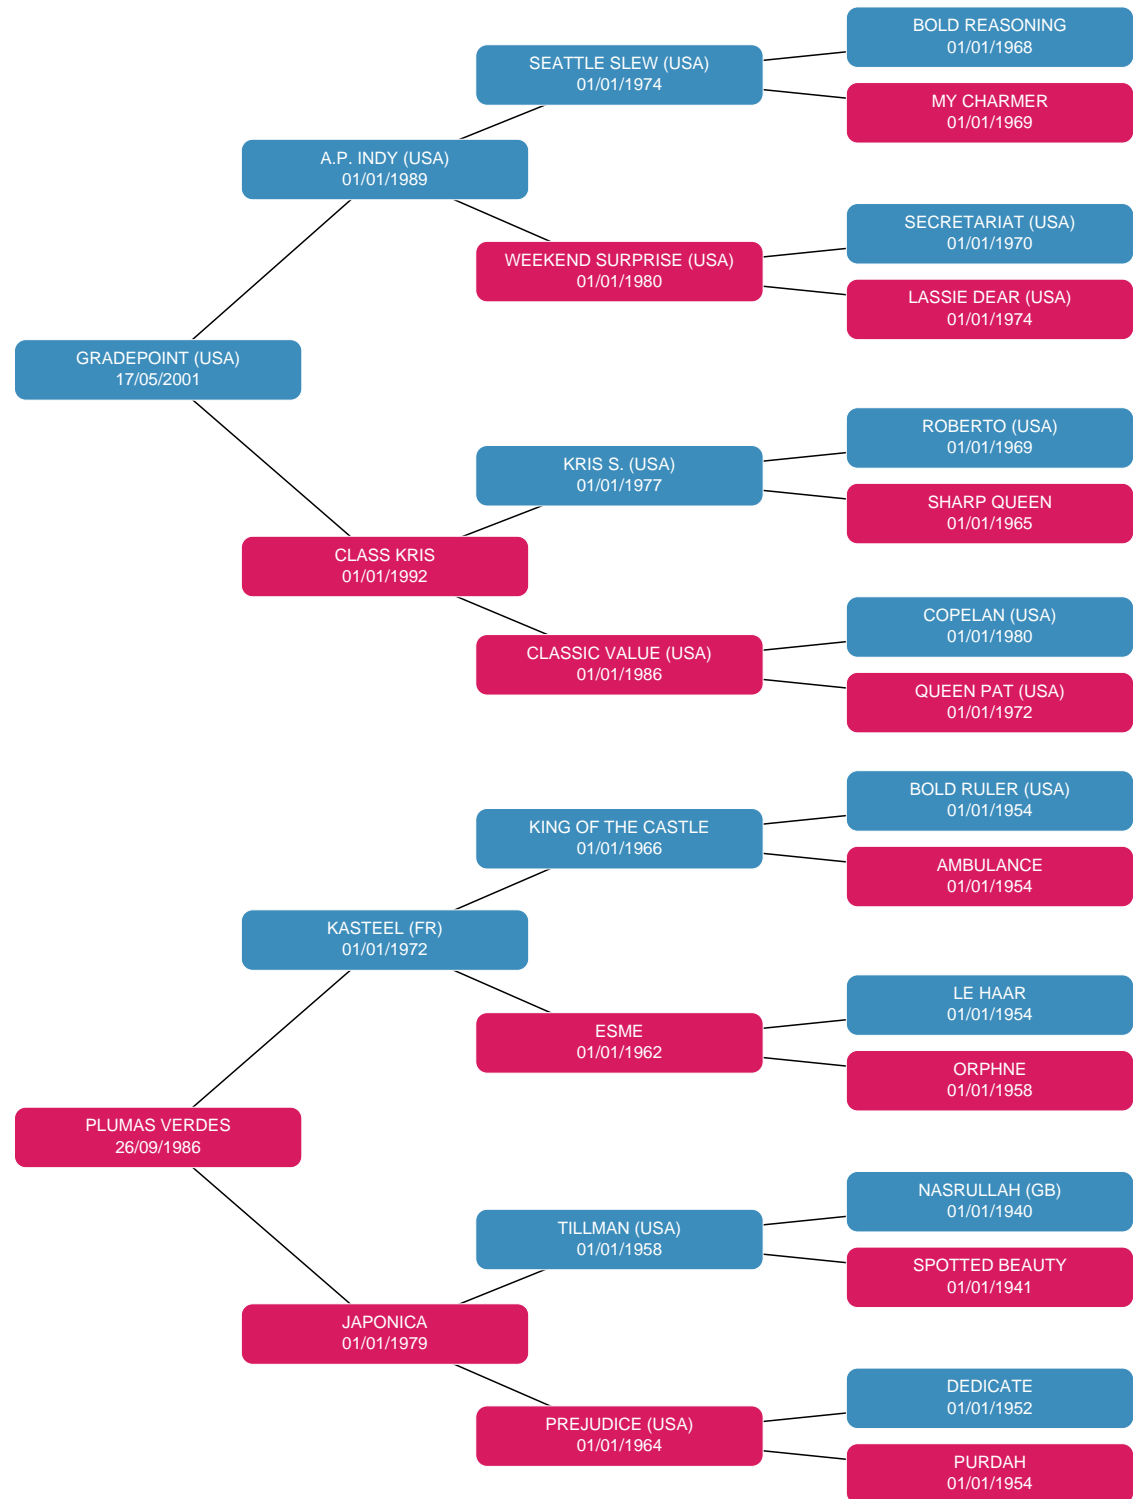 BOLD REASONING
01/01/1968
SEATTLE SLEW (USA)
01/01/1974
MY CHARMER
01/01/1969
A.P. INDY (USA)
01/01/1989
SECRETARIAT (USA)
01/01/1970
WEEKEND SURPRISE (USA)
01/01/1980
LASSIE DEAR (USA)
01/01/1974
GRADEPOINT (USA)
17/05/2001
ROBERTO (USA)
01/01/1969
KRIS S. (USA)
01/01/1977
SHARP QUEEN
01/01/1965
CLASS KRIS
01/01/1992
COPELAN (USA)
01/01/1980
CLASSIC VALUE (USA)
01/01/1986
QUEEN PAT (USA)
01/01/1972
BOLD RULER (USA)
01/01/1954
KING OF THE CASTLE
01/01/1966
AMBULANCE
01/01/1954
KASTEEL (FR)
01/01/1972
LE HAAR
01/01/1954
ESME
01/01/1962
ORPHNE
01/01/1958
PLUMAS VERDES
26/09/1986
NASRULLAH (GB)
01/01/1940
TILLMAN (USA)
01/01/1958
SPOTTED BEAUTY
01/01/1941
JAPONICA
01/01/1979
DEDICATE
01/01/1952
PREJUDICE (USA)
01/01/1964
PURDAH
01/01/1954